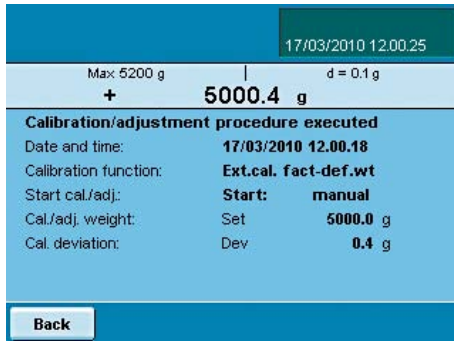 17/03/2010 12.00.25
Max 5200 g d = 0.1 g
+ 5000.4 g
Calibration/adjustment procedure executed
Date and time: 17/03/2010 12.00.18
Calibration function: Ext.cal. fact-def.wt
Start cal./adj.: Start: manual
Cal./adj. weight: Set 5000.0 g
Cal. deviation: Dev 0.4 g
Back